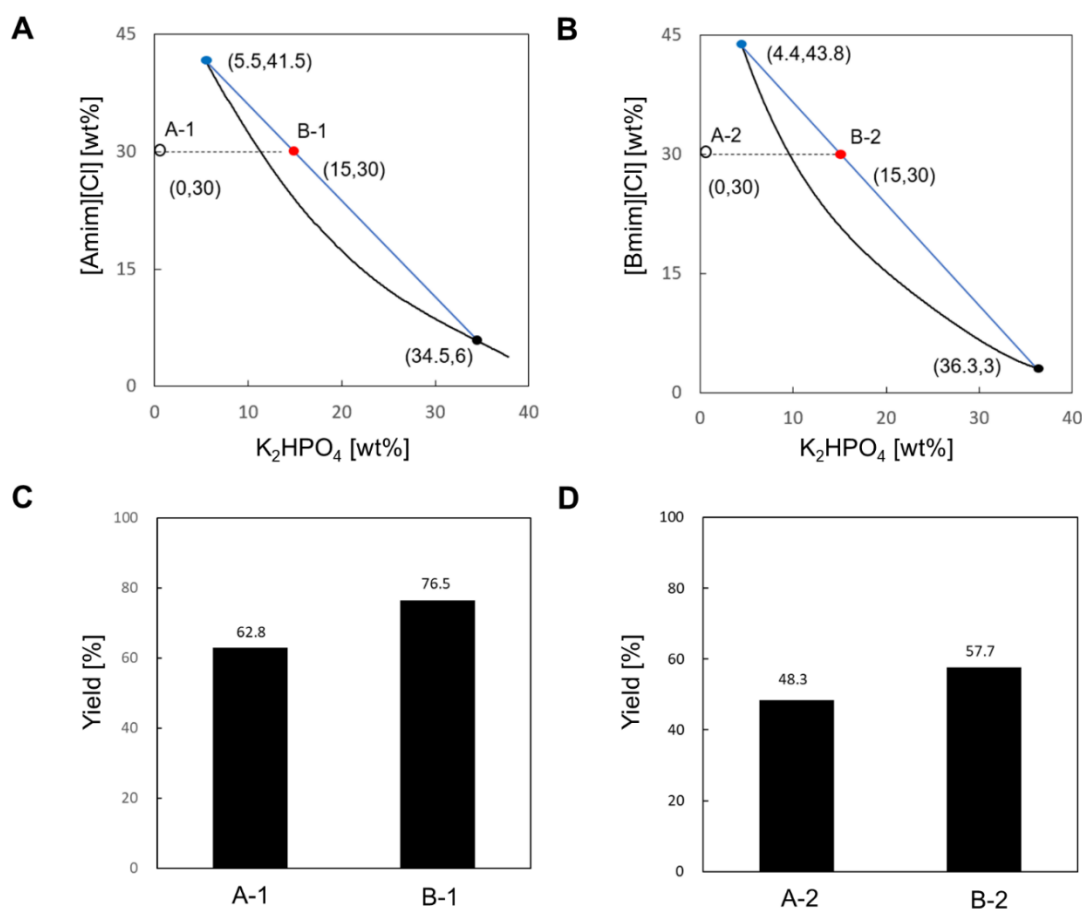 A
45
30
15
0
[Amim][Cl] [wt%]
(5.5,41.5)
A-1
B-1
(15,30)
(0,30)
(34.5,6)
0
10
20
30
40
K₂HPO₄ [wt%]
B
45
30
15
0
[Bmim][Cl] [wt%]
(4.4,43.8)
A-2
B-2
(15,30)
(0,30)
(36.3,3)
0
10
20
30
40
K₂HPO₄ [wt%]
C
100
80
60
40
20
0
Yield [%]
62.8
76.5
A-1
B-1
D
100
80
60
40
20
0
Yield [%]
48.3
57.7
A-2
B-2